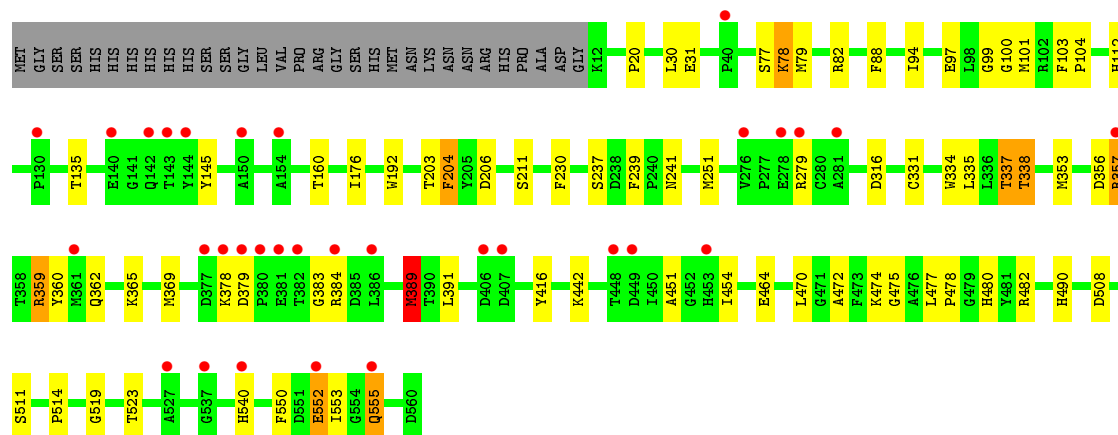 MET GLY SER SER HIS HIS HIS HIS HIS HIS SER SER GLY LEU VAL PRO ARG GLY SER HIS MET ASN LYS ASN ASN ARG HIS PRO ALA ASP GLY K12 P20 L30 E31 P40 S77 K78 M79 R82 F88 I94 E97 L98 G99 G100 M101 R102 F103 P104 H112
P130 T135 E140 G141 Q142 T143 Y144 Y145 A150 A154 T160 I176 W192 T203 F204 Y205 D206 S211 F230 S237 D238 F239 P240 N241 M251 V276 P277 E278 R279 C280 A281 D316 C331 W334 L335 L336 T337 T338 M353 D356 R357
T358 R359 Y360 M361 Q362 K365 M369 D377 K378 D379 P380 E381 T382 G383 R384 D385 L386 M389 T390 L391 D406 D407 Y416 K442 T448 D449 I450 A451 G452 H453 I454 E464 L470 G471 A472 F473 K474 G475 A476 L477 P478 G479 H480 Y481 R482 H490 D508
S511 P514 G519 T523 A527 G537 H540 F550 D551 E552 I553 G554 Q555 D560